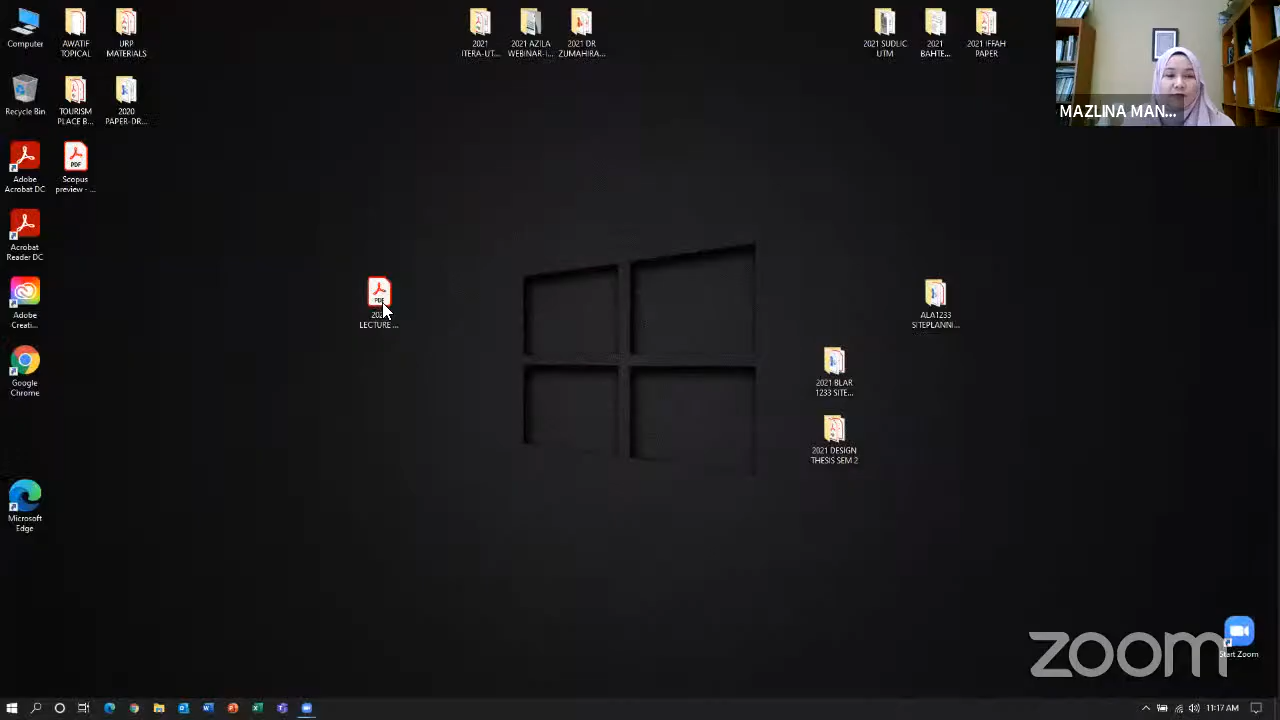 Computer
AWATIF
TOPICAL
URP
MATERIALS
2021
ITERA-UT...
2021 AZILA
WEBINAR-I...
2021 DR
ZUMAHIRA...
2021 SUDLIC
UTM
2021
BAHTE...
2021 IFFAH
PAPER
MAZLINA MAN...
Recycle Bin
TOURISM
PLACE B...
2020
PAPER-DR...
Adobe
Acrobat DC
PDF
Scopus
preview - ...
Acrobat
Reader DC
Adobe
Creati...
PDF
LECTURE ...
ALA1233
SITEPLANNI...
Google
Chrome
2021 BLAR
1233 SITE...
2021 DESIGN
THESIS SEM 2
Microsoft
Edge
zoom
Start Zoom
11:17 AM